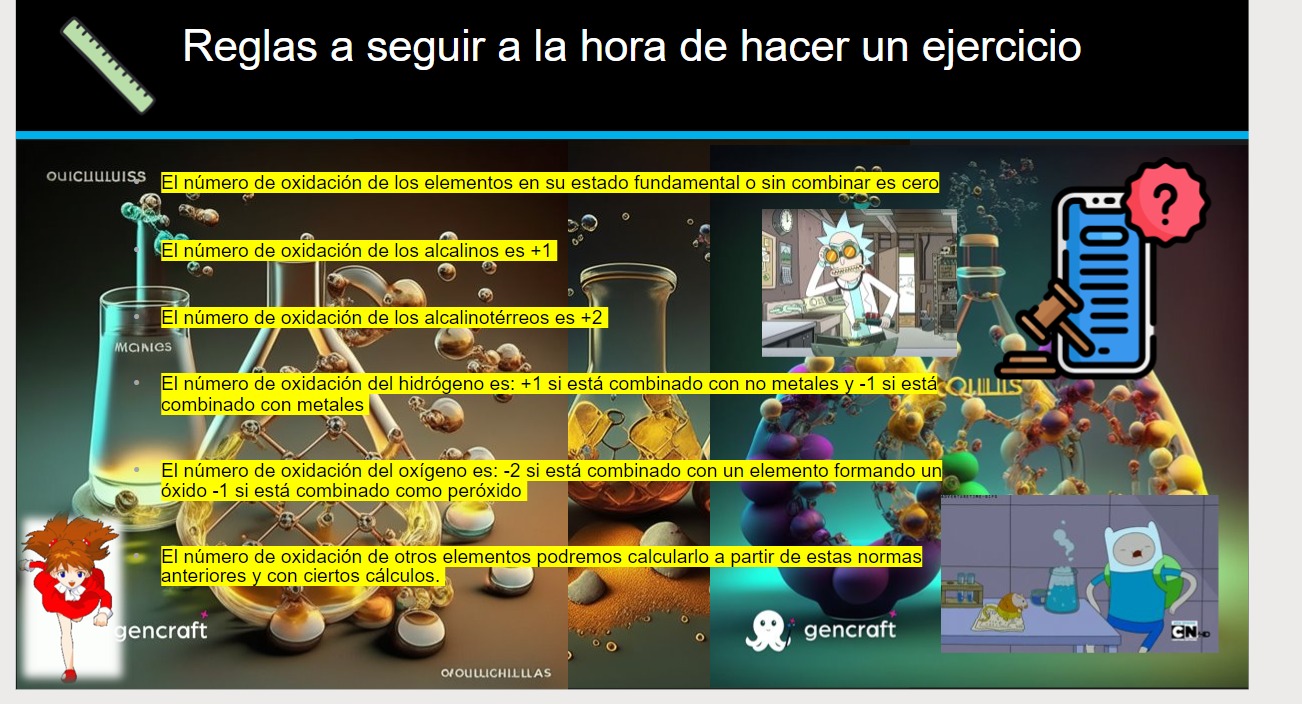 Reglas a seguir a la hora de hacer un ejercicio
El número de oxidación de los elementos en su estado fundamental o sin combinar es cero
El número de oxidación de los alcalinos es +1
El número de oxidación de los alcalinotérreos es +2
El número de oxidación del hidrógeno es: +1 si está combinado con no metales y -1 si está
combinado con metales
El número de oxidación del oxígeno es: -2 si está combinado con un elemento formando un
óxido -1 si está combinado como peróxido
El número de oxidación de otros elementos podremos calcularlo a partir de estas normas
anteriores y con ciertos cálculos.
?
gencraft
gencraft
CN